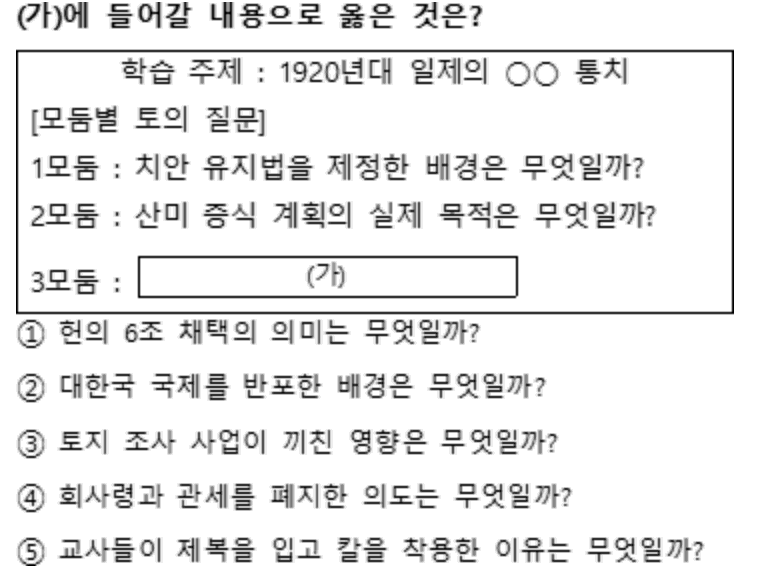 (가)에 들어갈 내용으로 옳은 것은?
학습 주제 : 1920년대 일제의 ○○ 통치
[모둠별 토의 질문]
1모둠 : 치안 유지법을 제정한 배경은 무엇일까?
2모둠 : 산미 증식 계획의 실제 목적은 무엇일까?
3모둠 : (가)
① 헌의 6조 채택의 의미는 무엇일까?
② 대한국 국제를 반포한 배경은 무엇일까?
③ 토지 조사 사업이 끼친 영향은 무엇일까?
④ 회사령과 관세를 폐지한 의도는 무엇일까?
⑤ 교사들이 제복을 입고 칼을 착용한 이유는 무엇일까?